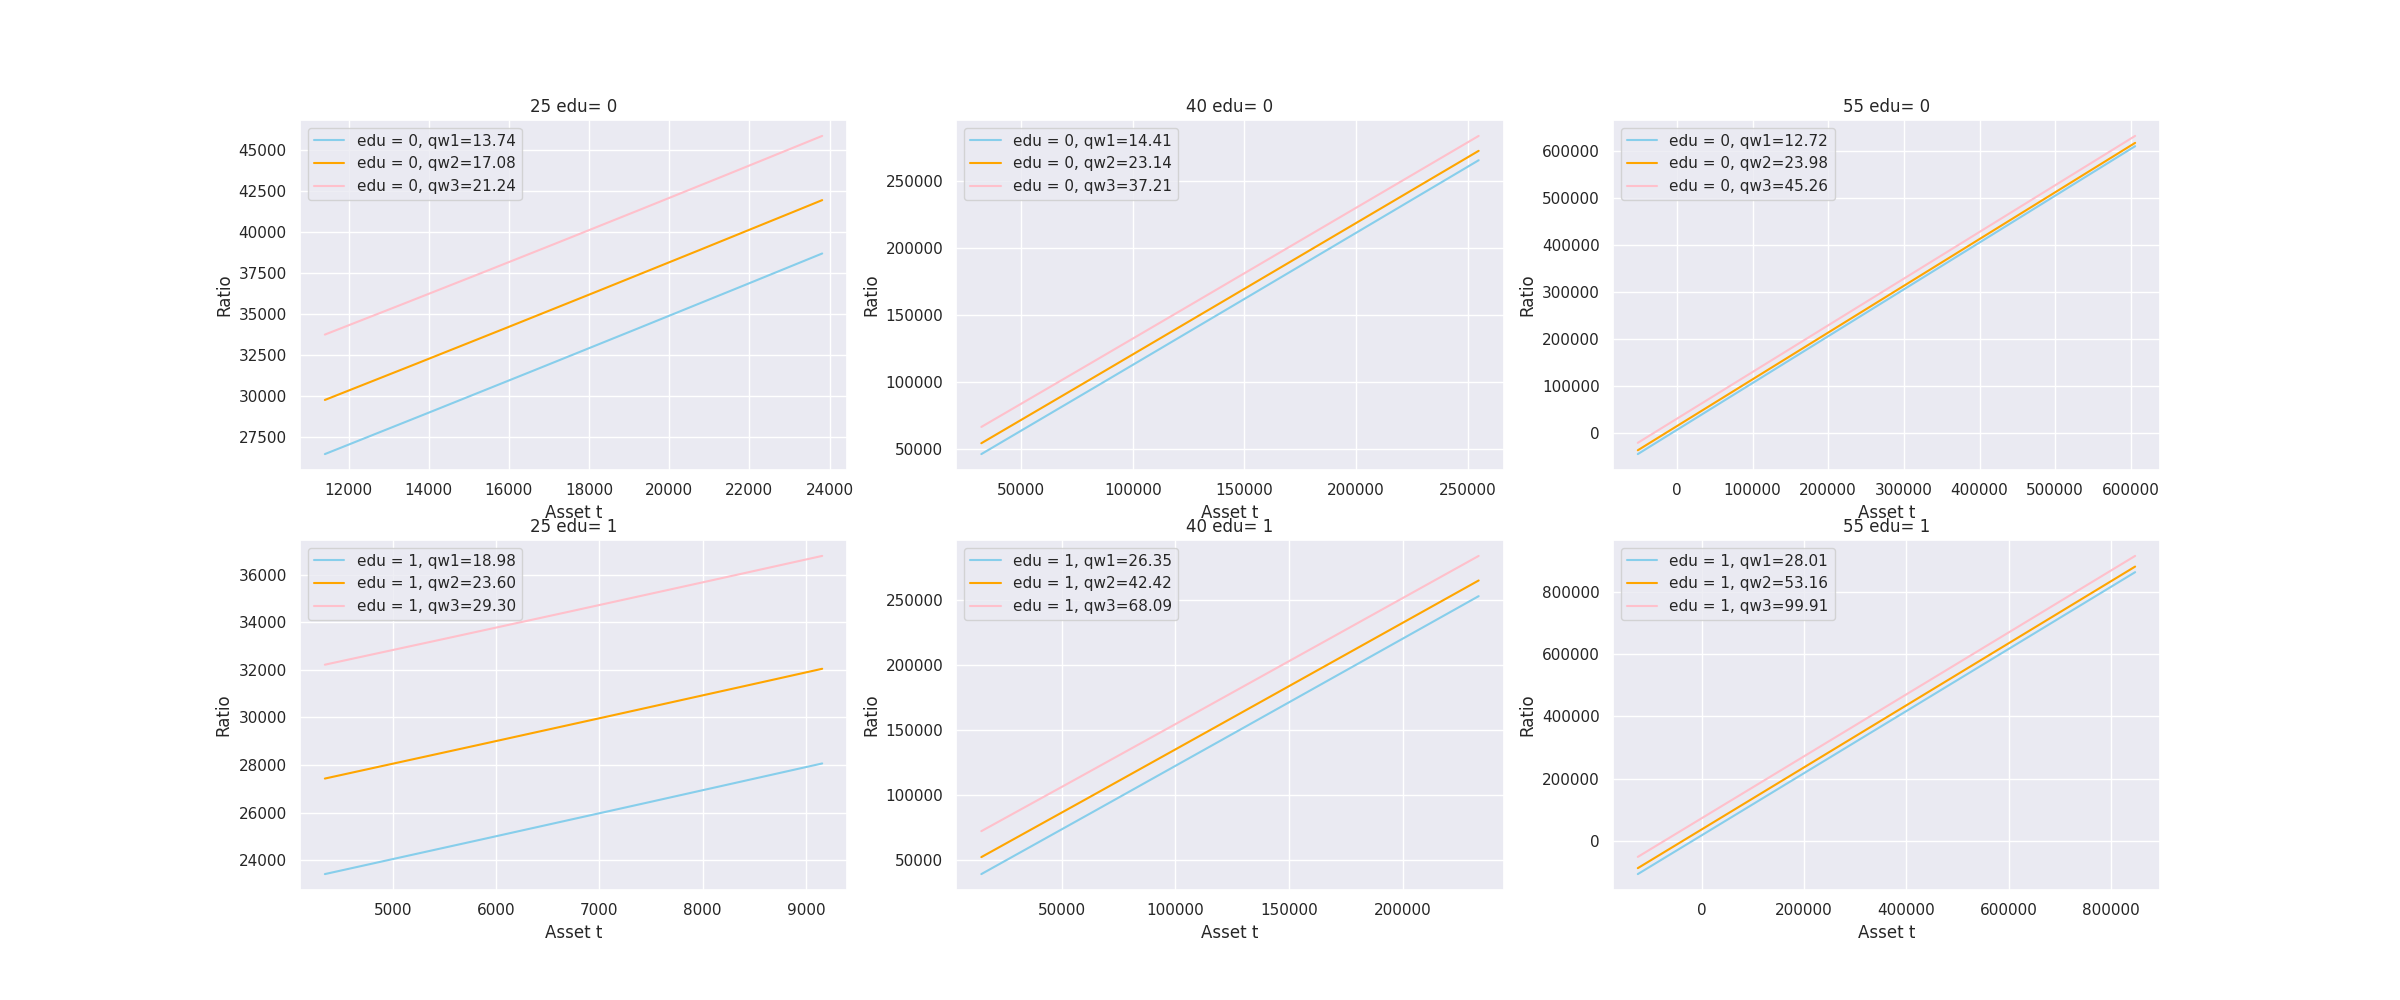 25 edu= 0
edu = 0, qw1=13.74
edu = 0, qw2=17.08
edu = 0, qw3=21.24
45000
42500
40000
37500
35000
32500
30000
27500
Ratio
12000 14000 16000 18000 20000 22000 24000
Asset t
40 edu= 0
edu = 0, qw1=14.41
edu = 0, qw2=23.14
edu = 0, qw3=37.21
250000
200000
150000
100000
50000
Ratio
50000 100000 150000 200000 250000
Asset t
55 edu= 0
edu = 0, qw1=12.72
edu = 0, qw2=23.98
edu = 0, qw3=45.26
600000
500000
400000
300000
200000
100000
0
Ratio
0 100000 200000 300000 400000 500000 600000
Asset t
25 edu= 1
edu = 1, qw1=18.98
edu = 1, qw2=23.60
edu = 1, qw3=29.30
36000
34000
32000
30000
28000
26000
24000
Ratio
5000 6000 7000 8000 9000
Asset t
40 edu= 1
edu = 1, qw1=26.35
edu = 1, qw2=42.42
edu = 1, qw3=68.09
250000
200000
150000
100000
50000
Ratio
50000 100000 150000 200000
Asset t
55 edu= 1
edu = 1, qw1=28.01
edu = 1, qw2=53.16
edu = 1, qw3=99.91
800000
600000
400000
200000
0
Ratio
0 200000 400000 600000 800000
Asset t